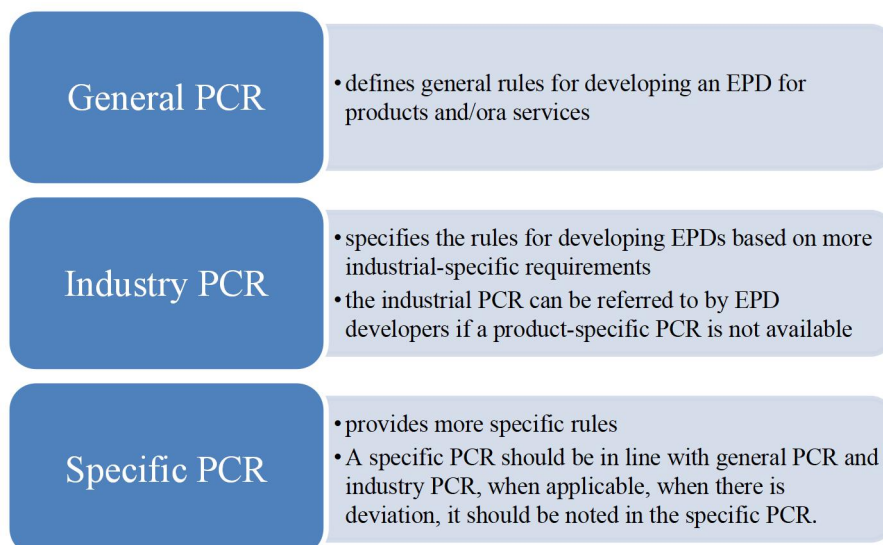 General PCR
•defines general rules for developing an EPD for
products and/ora services
Industry PCR
•specifies the rules for developing EPDs based on more
industrial-specific requirements
•the industrial PCR can be referred to by EPD
developers if a product-specific PCR is not available
Specific PCR
•provides more specific rules
•A specific PCR should be in line with general PCR and
industry PCR, when applicable, when there is
deviation, it should be noted in the specific PCR.